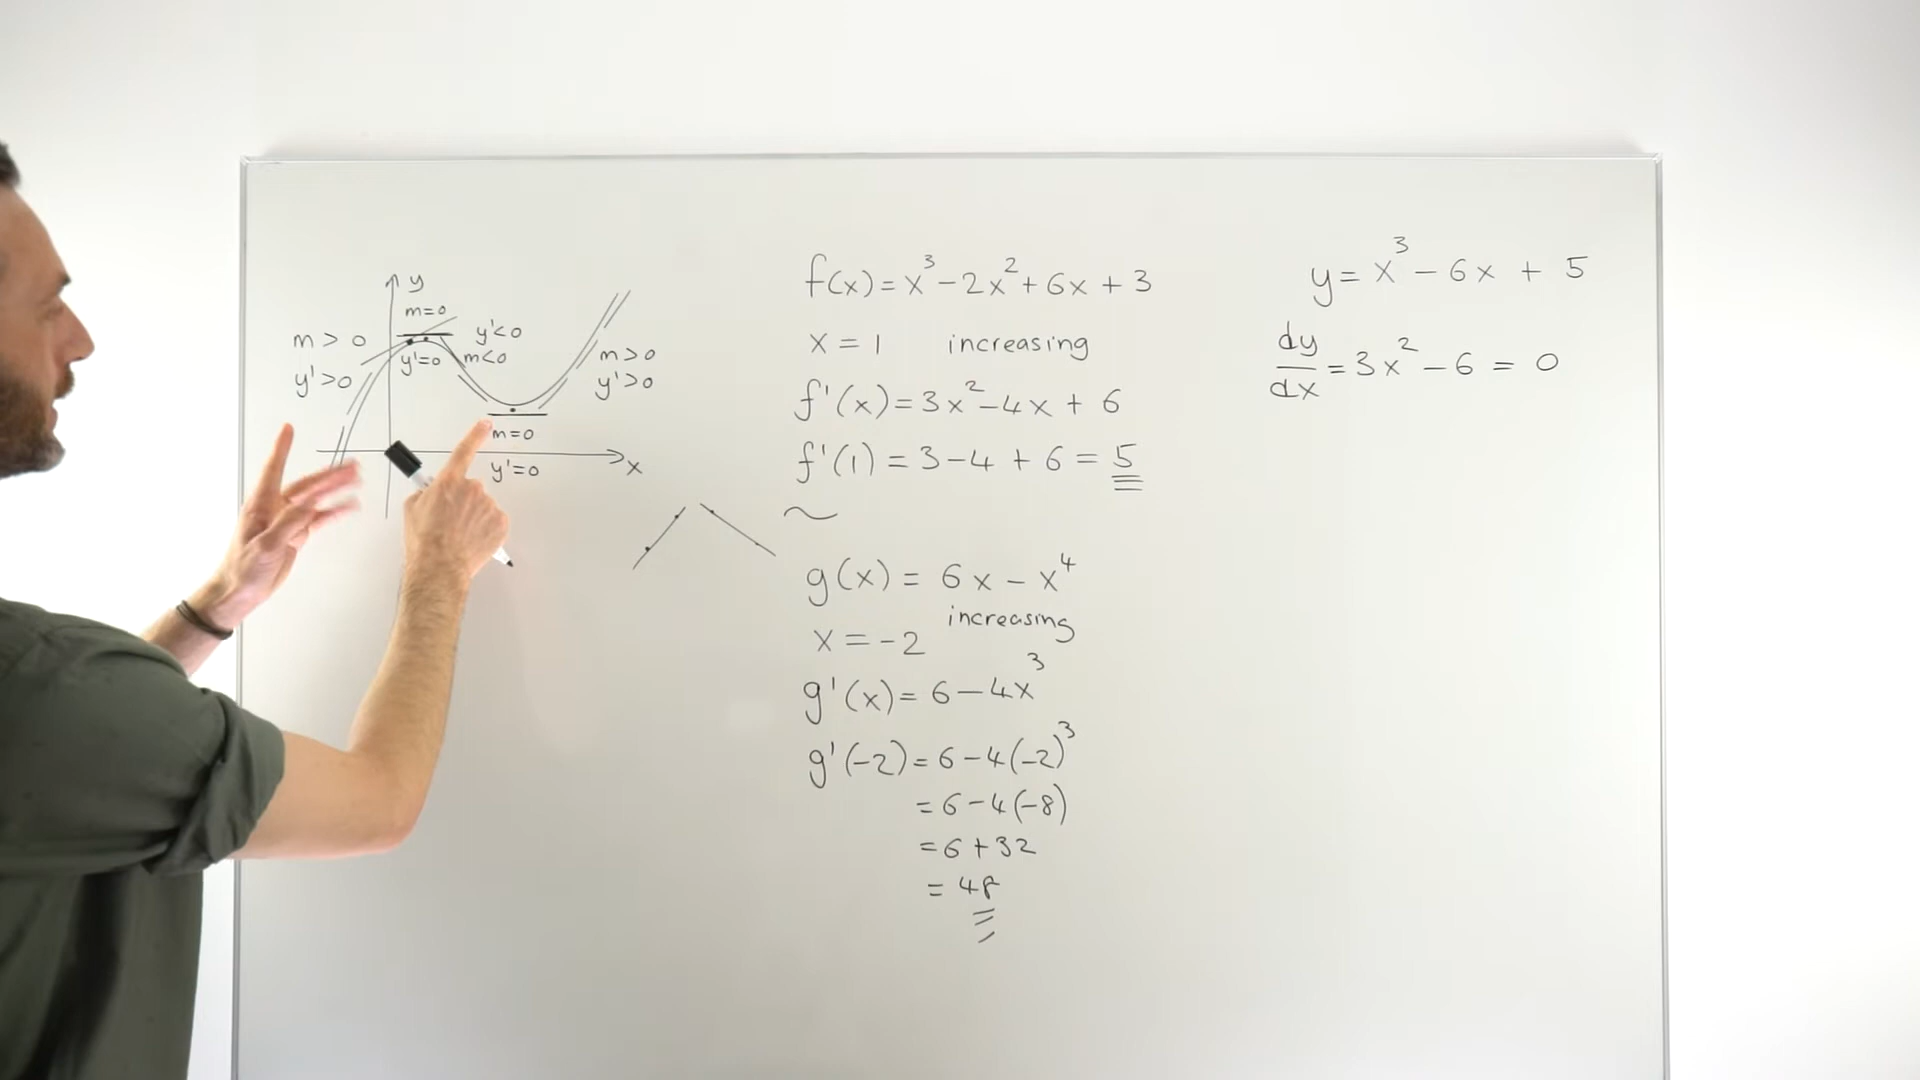 y
m=0
m > 0
y'<0
y'=0
m<0
y'>0
m>0
y'>0
m=0
y'=0
x
f(x)=x³-2x²+6x+3
x=1 increasing
f'(x)=3x²-4x+6
f'(1)=3-4+6=5
g(x)=6x-x⁴
increasing
x=-2
g'(x)=6-4x³
g'(-2)=6-4(-2)³
=6-4(-8)
=6+32
=48
y=x³-6x+5
dy/dx=3x²-6=0